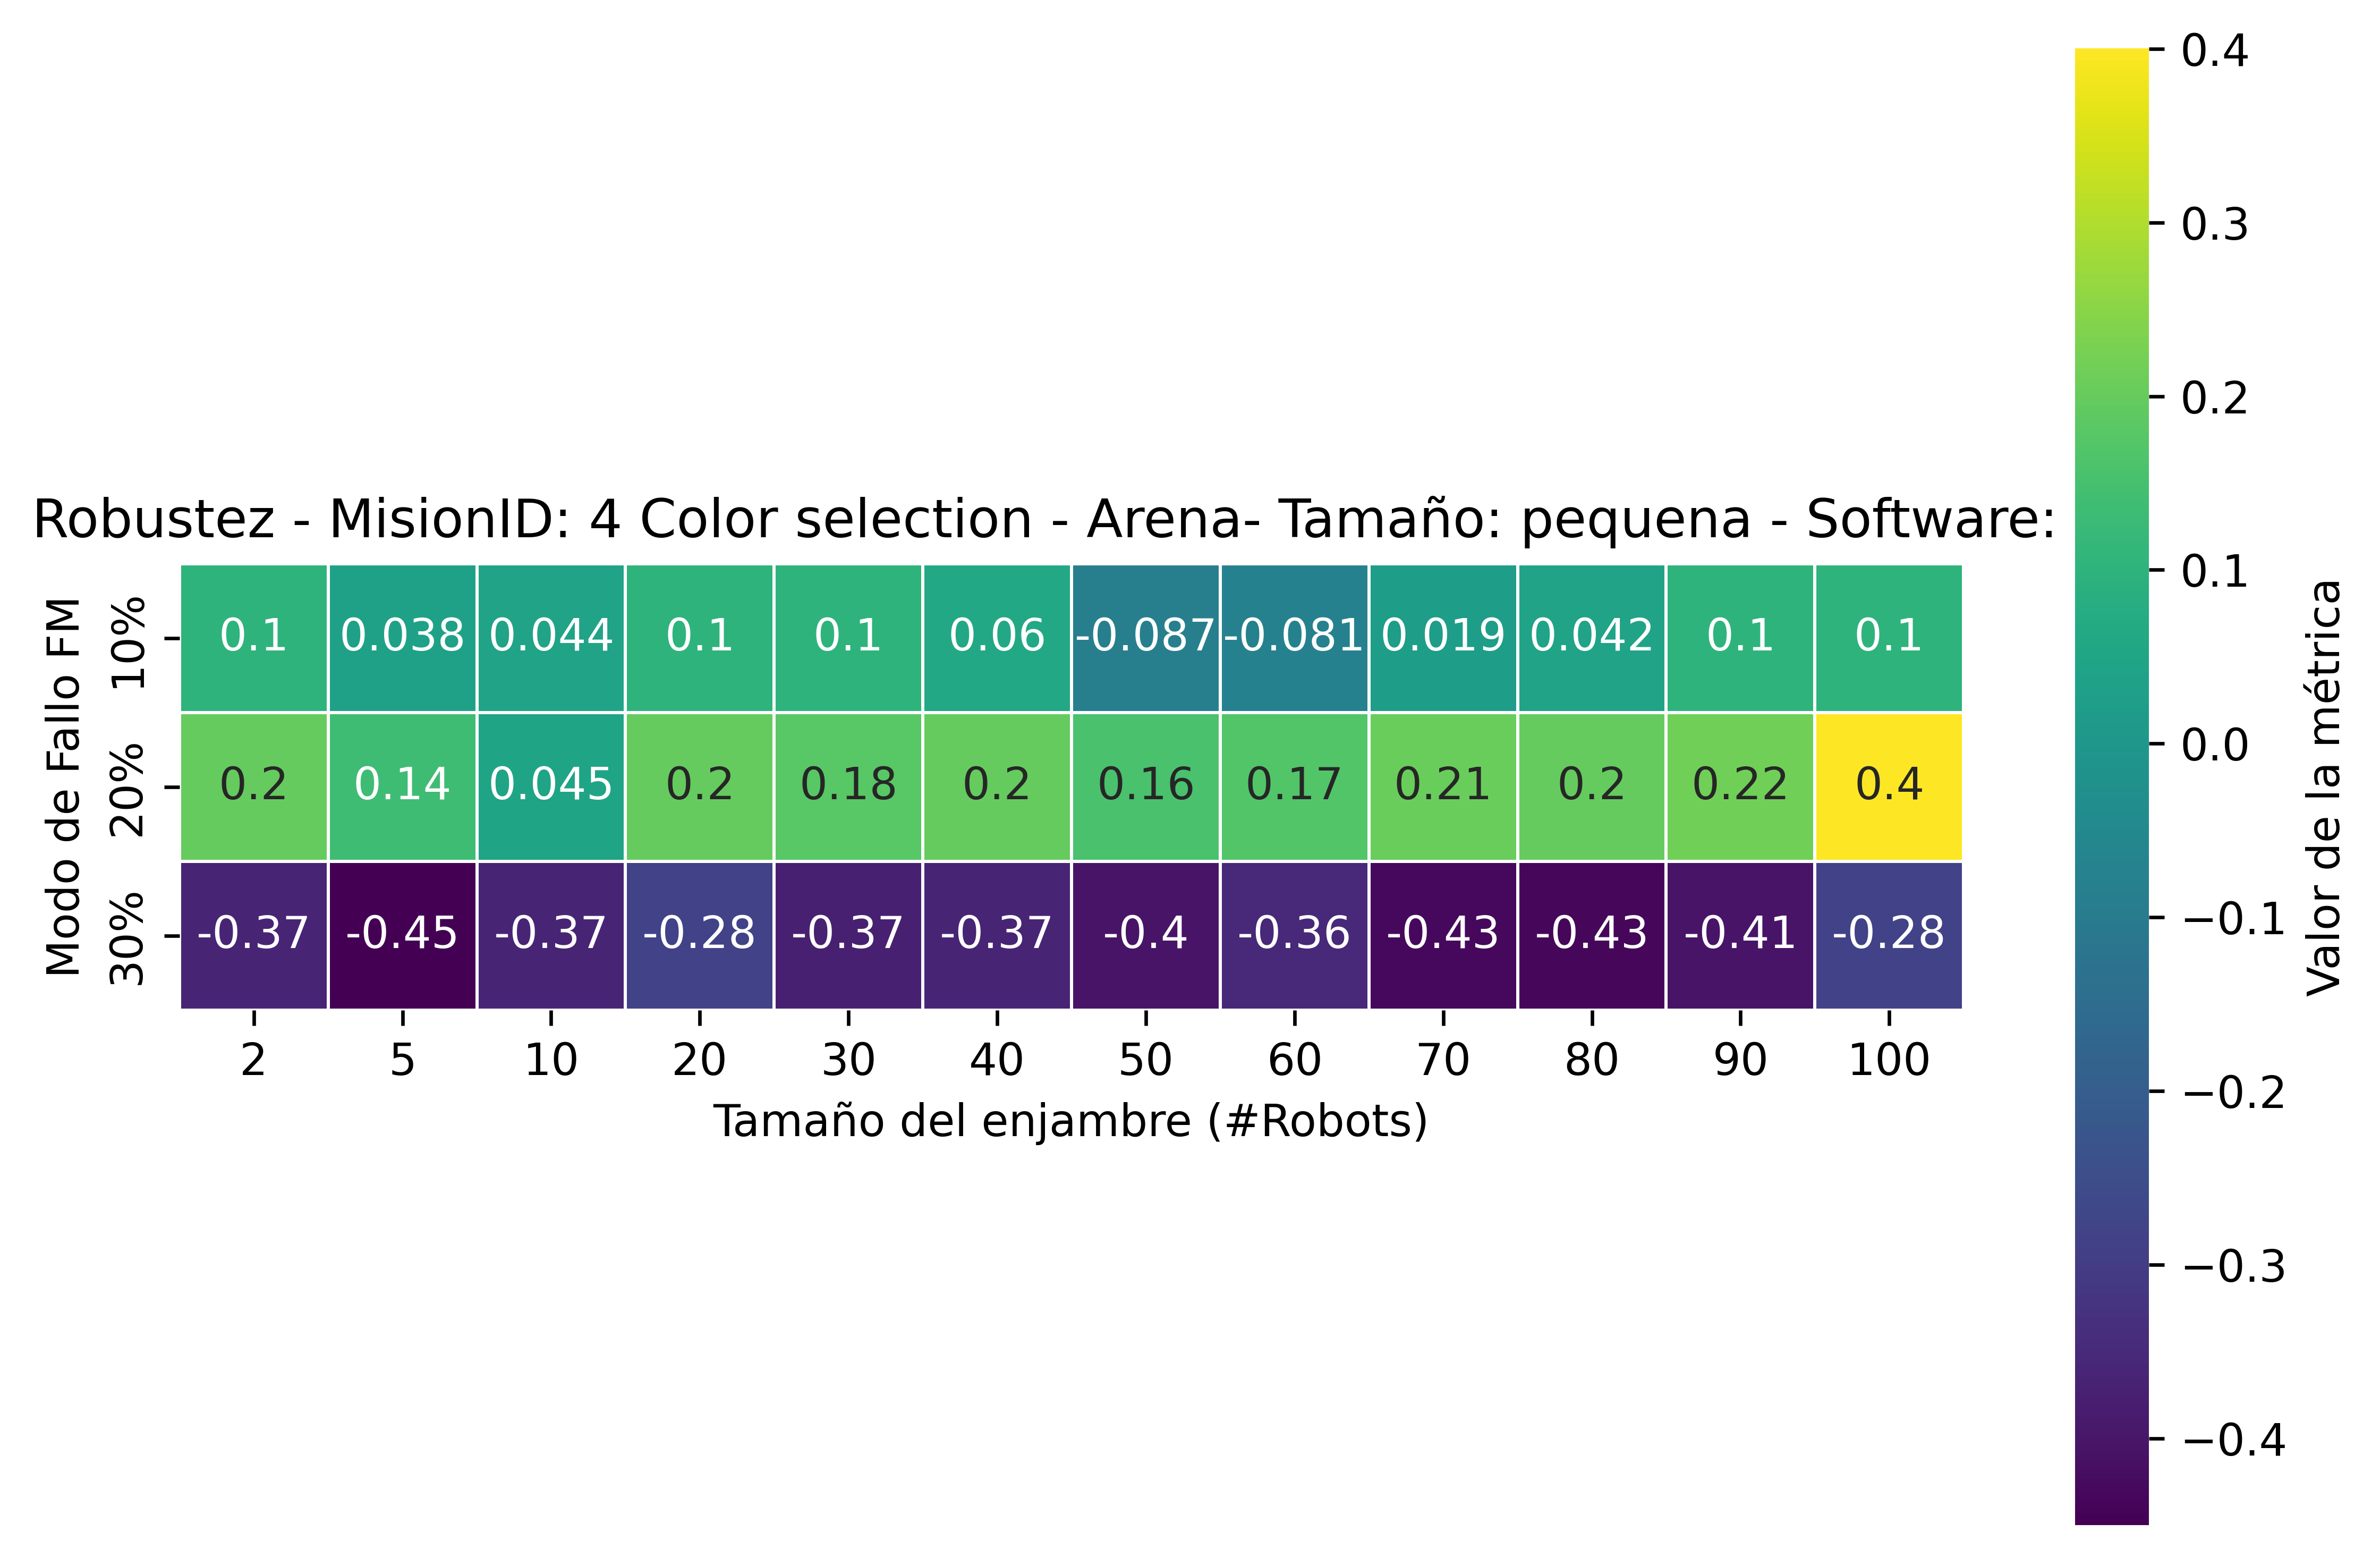 Robustez - MisionID: 4 Color selection - Arena- Tamaño: pequena - Software:
Modo de Fallo FM
10% 0.1 0.038 0.044 0.1 0.1 0.06 -0.087 -0.081 0.019 0.042 0.1 0.1
20% 0.2 0.14 0.045 0.2 0.18 0.2 0.16 0.17 0.21 0.2 0.22 0.4
30% -0.37 -0.45 -0.37 -0.28 -0.37 -0.37 -0.4 -0.36 -0.43 -0.43 -0.41 -0.28
2 5 10 20 30 40 50 60 70 80 90 100
Tamaño del enjambre (#Robots)
0.4
0.3
0.2
0.1
0.0
−0.1
−0.2
−0.3
−0.4
Valor de la métrica